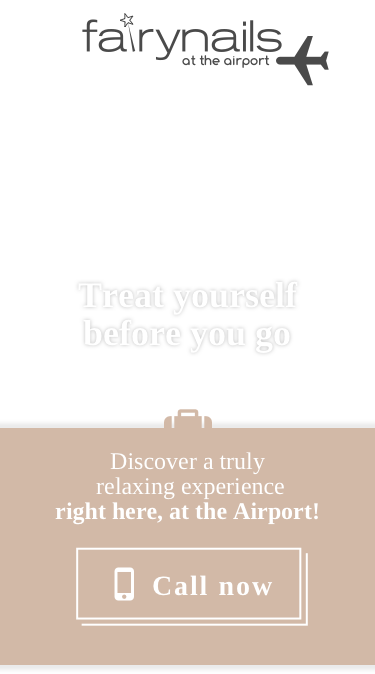 fairynails
at the airport
Treat yourself
before you go
Discover a truly
relaxing experience
right here, at the Airport!
Call now